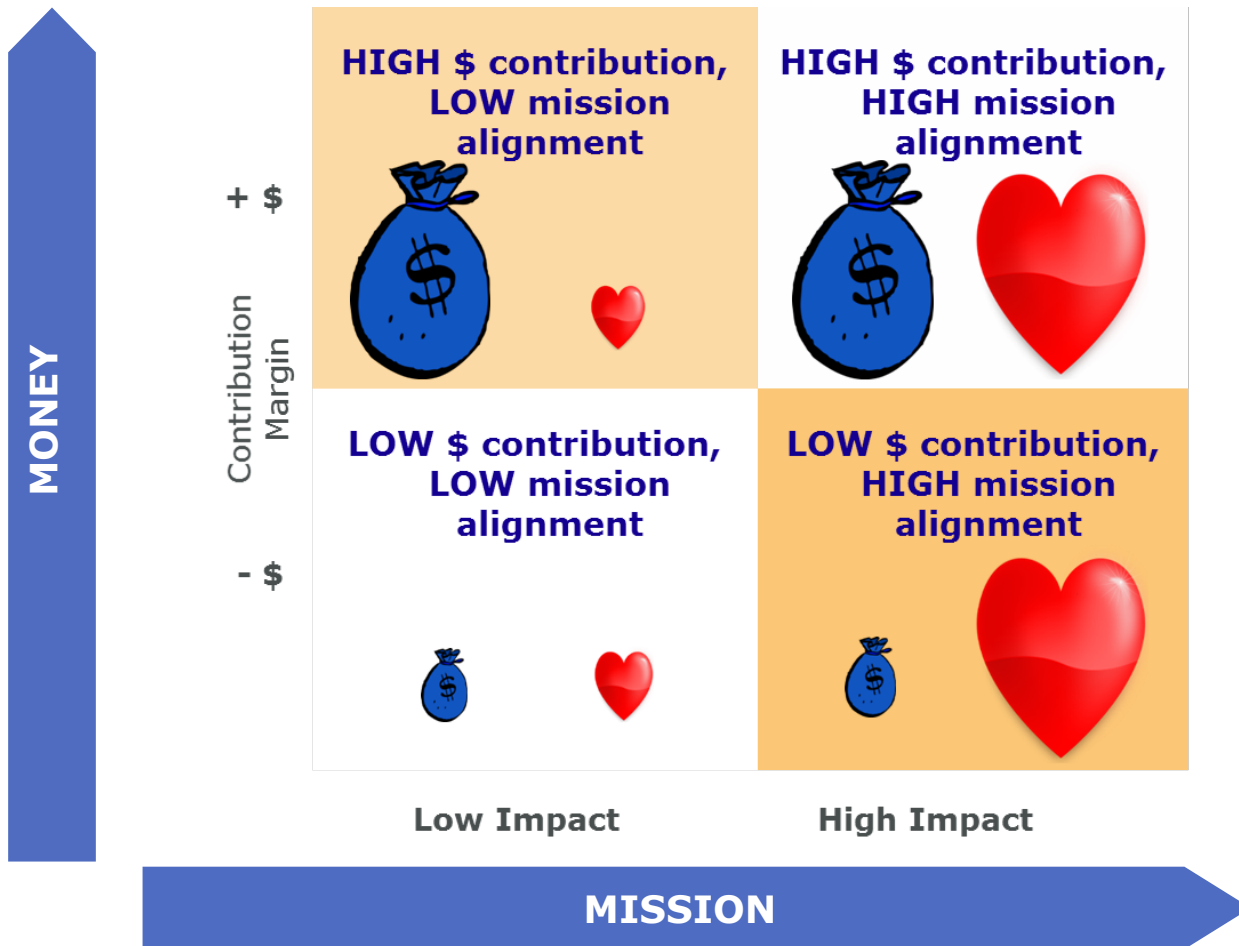 HIGH $ contribution,
LOW mission
alignment
HIGH $ contribution,
HIGH mission
alignment
+ $
$
$
MONEY
Contribution
Margin
LOW $ contribution,
LOW mission
alignment
LOW $ contribution,
HIGH mission
alignment
- $
$
$
Low Impact
High Impact
MISSION